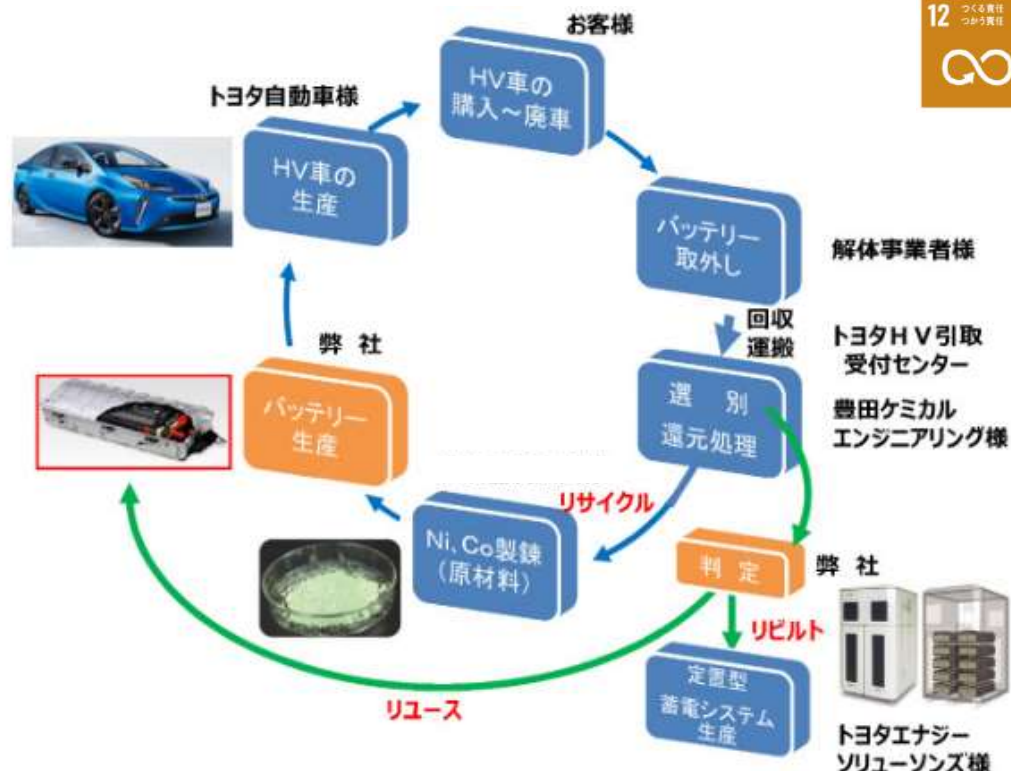 12 つくる責任
つかう責任
お客様
HV車の
購入～廃車
トヨタ自動車様
HV車の
生産
バッテリー
取外し
解体事業者様
回収
運搬
トヨタＨＶ引取
受付センター
弊 社
バッテリー
生産
選 別
還元処理
豊田ケミカル
エンジニアリング様
リサイクル
Ni、Co製錬
（原材料）
判 定
弊 社
リビルト
リユース
定置型
蓄電システム
生産
トヨタエナジー
ソリューソンズ様